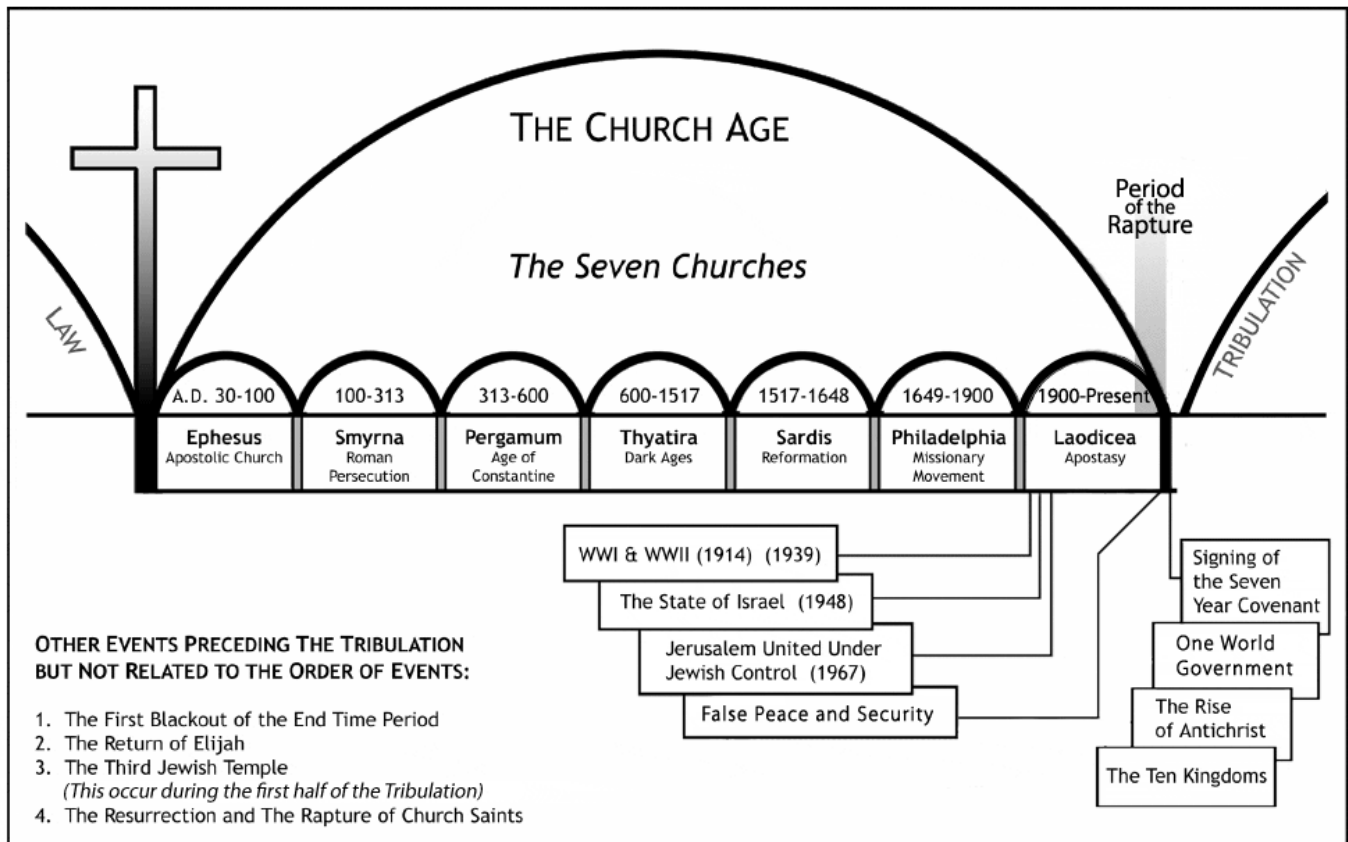 THE CHURCH AGE
Period
of the
Rapture
The Seven Churches
LAW
TRIBULATION
A.D. 30-100
100-313
313-600
600-1517
1517-1648
1649-1900
1900-Present
Ephesus
Apostolic Church
Smyrna
Roman
Persecution
Pergamum
Age of
Constantine
Thyatira
Dark Ages
Sardis
Reformation
Philadelphia
Missionary
Movement
Laodicea
Apostasy
WWI & WWII (1914) (1939)
The State of Israel (1948)
Jerusalem United Under
Jewish Control (1967)
False Peace and Security
Signing of
the Seven
Year Covenant
One World
Government
The Rise
of Antichrist
The Ten Kingdoms
OTHER EVENTS PRECEDING THE TRIBULATION
BUT NOT RELATED TO THE ORDER OF EVENTS:
1. The First Blackout of the End Time Period
2. The Return of Elijah
3. The Third Jewish Temple
(This occur during the first half of the Tribulation)
4. The Resurrection and The Rapture of Church Saints